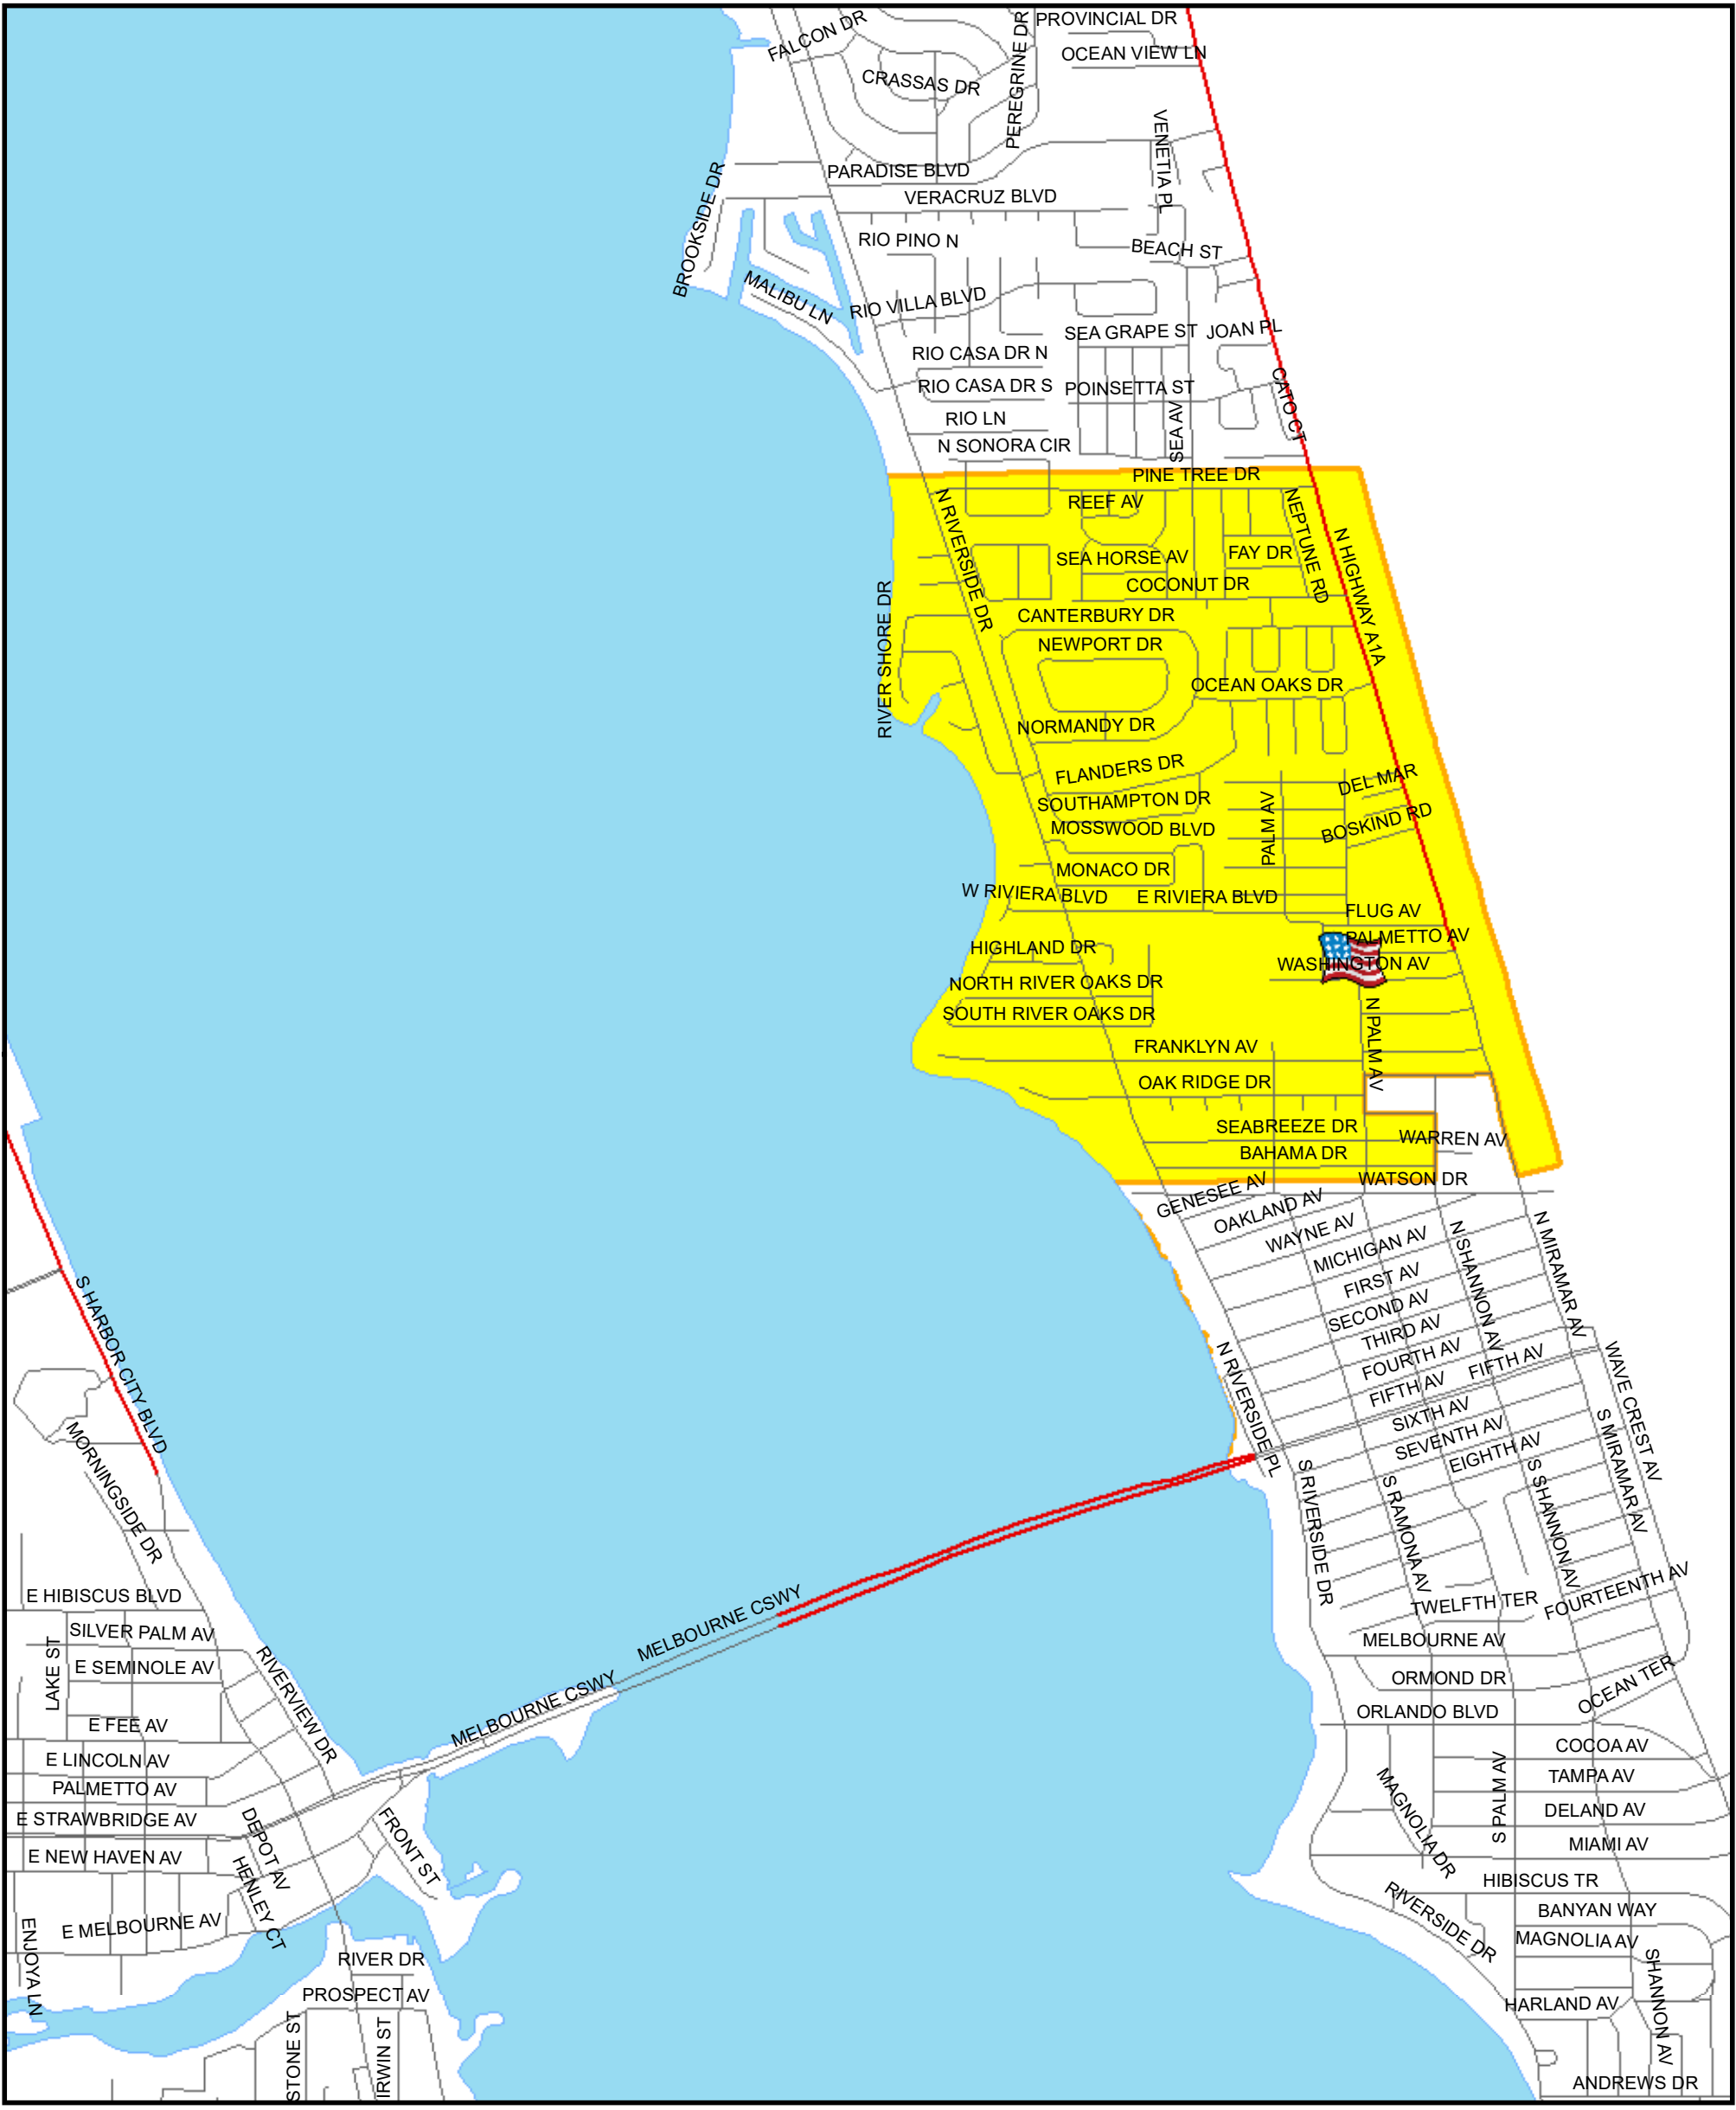 PROVINCIAL DR
FALCON DR
OCEAN VIEW LN
CRASSAS DR
PEREGRINE DR
VENETIA PL
PARADISE BLVD
VERACRUZ BLVD
BROOKSIDE DR
RIO PINO N
BEACH ST
MALIBU LN
RIO VILLA BLVD
SEA GRAPE ST
JOAN PL
RIO CASA DR N
RIO CASA DR S
POINSETTA ST
CATO CT
RIO LN
SEA AV
N SONORA CIR
PINE TREE DR
REEF AV
N RIVERSIDE DR
NEPTUNE RD
N HIGHWAY A1A
SEA HORSE AV
FAY DR
COCONUT DR
RIVER SHORE DR
CANTERBURY DR
NEWPORT DR
OCEAN OAKS DR
NORMANDY DR
FLANDERS DR
DEL MAR
SOUTHAMPTON DR
PALM AV
BOSKIND RD
MOSSWOOD BLVD
MONACO DR
W RIVIERA BLVD
E RIVIERA BLVD
FLUG AV
PALMETTO AV
HIGHLAND DR
WASHINGTON AV
NORTH RIVER OAKS DR
SOUTH RIVER OAKS DR
N PALM AV
FRANKLYN AV
OAK RIDGE DR
SEABREEZE DR
WARREN AV
BAHAMA DR
WATSON DR
GENESEE AV
OAKLAND AV
WAYNE AV
MICHIGAN AV
N SHANNON AV
N MIRAMAR AV
FIRST AV
SECOND AV
THIRD AV
FOURTH AV
FIFTH AV
FIFTH AV
SIXTH AV
SEVENTH AV
EIGHTH AV
WAVE CREST AV
N RIVERSIDE PL
S HARBOR CITY BLVD
MORNINGSIDE DR
S RIVERSIDE DR
S RAMONA AV
S SHANNON AV
S MIRAMAR AV
E HIBISCUS BLVD
MELBOURNE CSWY
TWELFTH TER
FOURTEENTH AV
SILVER PALM AV
MELBOURNE AV
LAKE ST
E SEMINOLE AV
RIVERVIEW DR
MELBOURNE CSWY
ORMOND DR
OCEAN TER
ORLANDO BLVD
E FEE AV
COCOA AV
E LINCOLN AV
TAMPA AV
PALMETTO AV
S PALM AV
MAGNOLIA DR
DELAND AV
E STRAWBRIDGE AV
DEPOT AV
FRONT ST
MIAMI AV
E NEW HAVEN AV
HENLEY CT
HIBISCUS TR
RIVERSIDE DR
BANYAN WAY
E MELBOURNE AV
MAGNOLIA AV
ENJOYA LN
RIVER DR
SHANNON AV
PROSPECT AV
HARLAND AV
STONE ST
IRWIN ST
ANDREWS DR